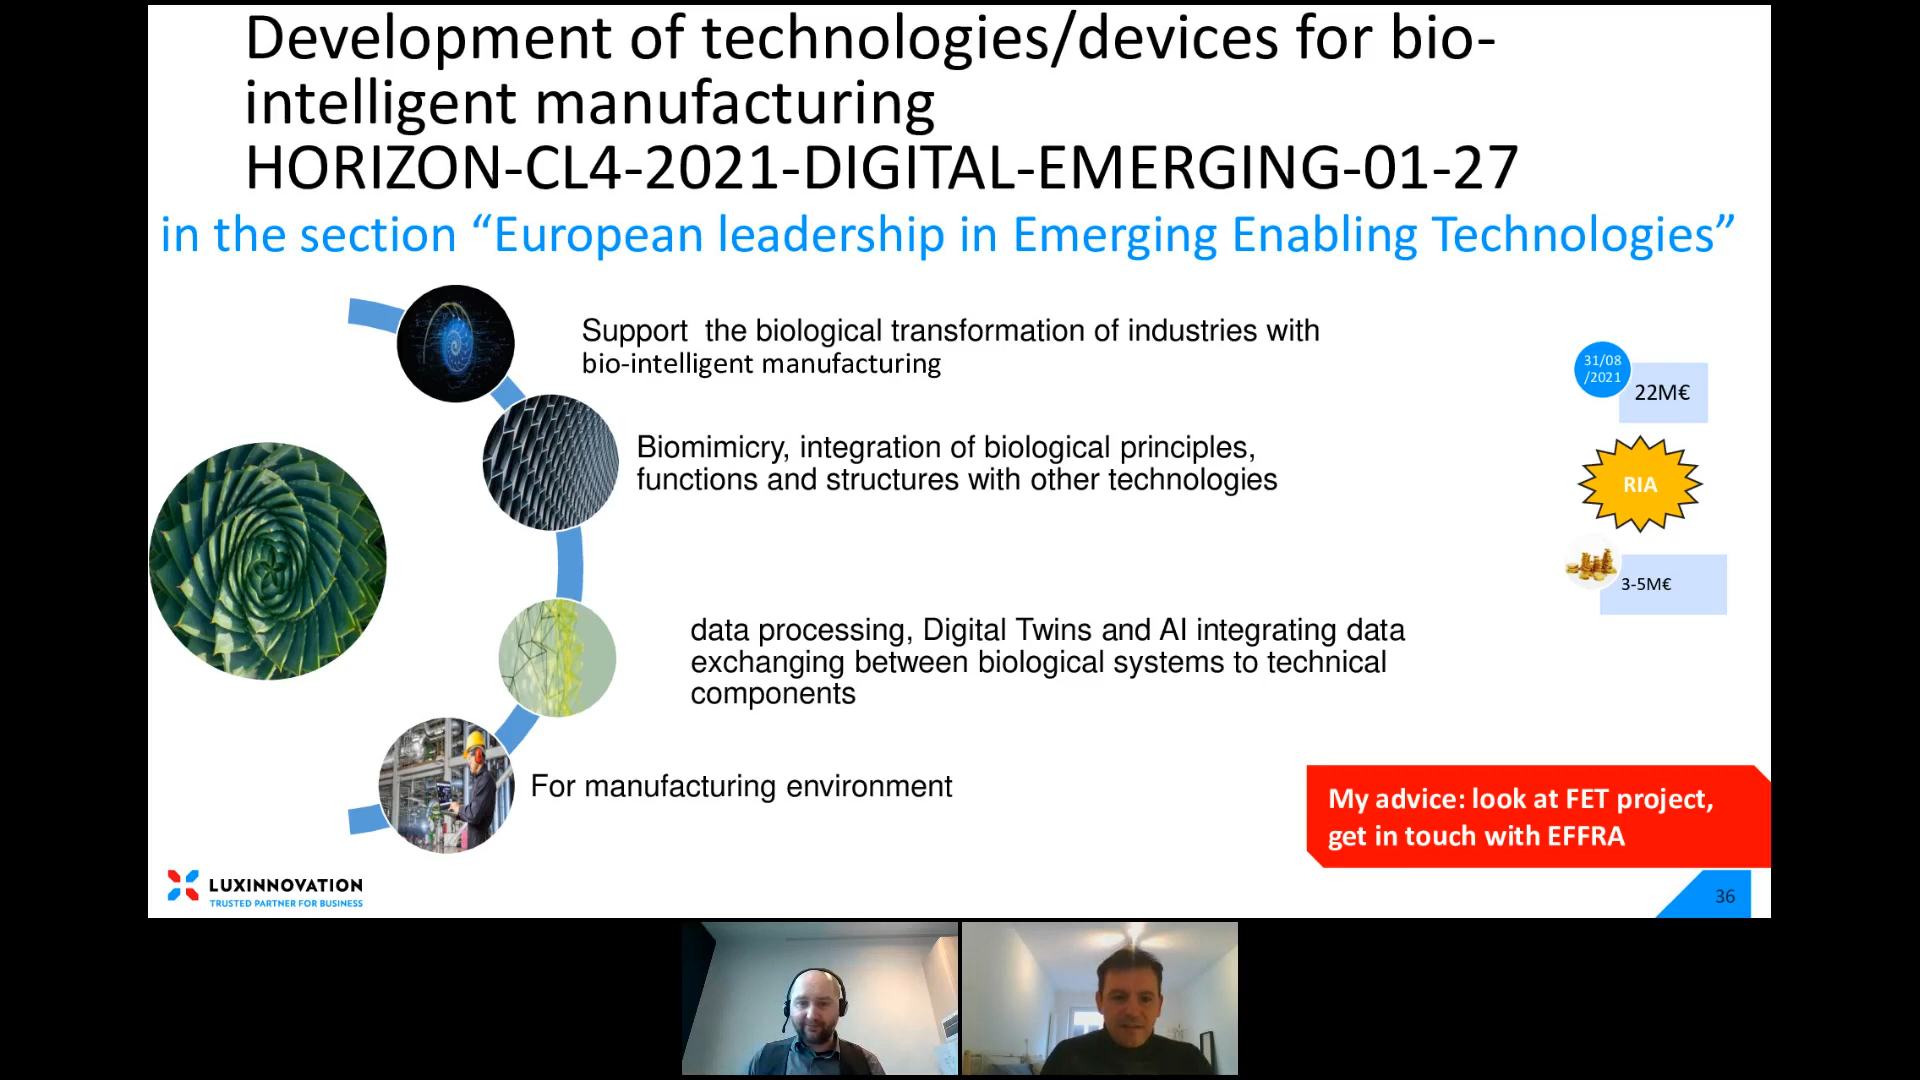 Development of technologies/devices for bio-
intelligent manufacturing
HORIZON-CL4-2021-DIGITAL-EMERGING-01-27
in the section “European leadership in Emerging Enabling Technologies”
Support  the biological transformation of industries with
bio-intelligent manufacturing
31/08
/2021
22M€
Biomimicry, integration of biological principles,
functions and structures with other technologies
RIA
3-5M€
data processing, Digital Twins and AI integrating data
exchanging between biological systems to technical
components
For manufacturing environment
My advice: look at FET project,
get in touch with EFFRA
LUXINNOVATION
TRUSTED PARTNER FOR BUSINESS
36